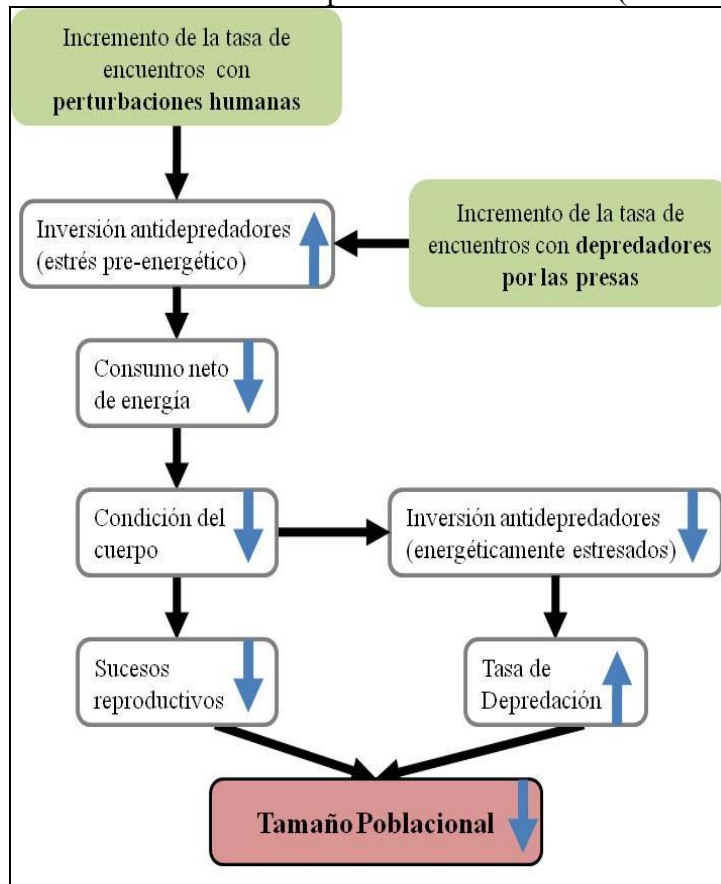 Incremento de la tasa de
encuentros con
perturbaciones humanas
Inversión antidepredadores
(estrés pre-energético)
Incremento de la tasa de
encuentros con depredadores
por las presas
Consumo neto
de energía
Condición del
cuerpo
Inversión antidepredadores
(energéticamente estresados)
Sucesos
reproductivos
Tasa de
Depredación
Tamaño Poblacional